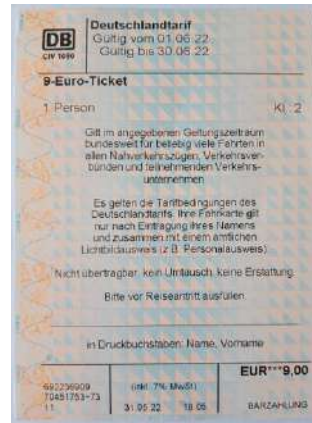 DB
CIV 1080
Deutschlandtarif
Gültig vom 01.06.22
Gültig bis 30.06.22
9-Euro-Ticket
1 Person Kl. 2
Gilt im angegebenen Geltungszeitraum
bundesweit für beliebig viele Fahrten in
allen Nahverkehrszügen, Verkehrsver-
bünden und teilnehmenden Verkehrs-
unternehmen
Es gelten die Tarifbedingungen des
Deutschlandtarifs. Ihre Fahrkarte gilt
nur nach Eintragung ihres Namens
und zusammen mit einem amtlichen
Lichtbildausweis (z.B. Personalausweis).
Nicht übertragbar, kein Umtausch, keine Erstattung.
Bitte vor Reiseantritt ausfüllen.
in Druckbuchstaben: Name, Vorname
EUR***9,00
692236909 (inkl. 7% MwSt)
70451753-73
11 31.05.22 18:05 BARZAHLUNG